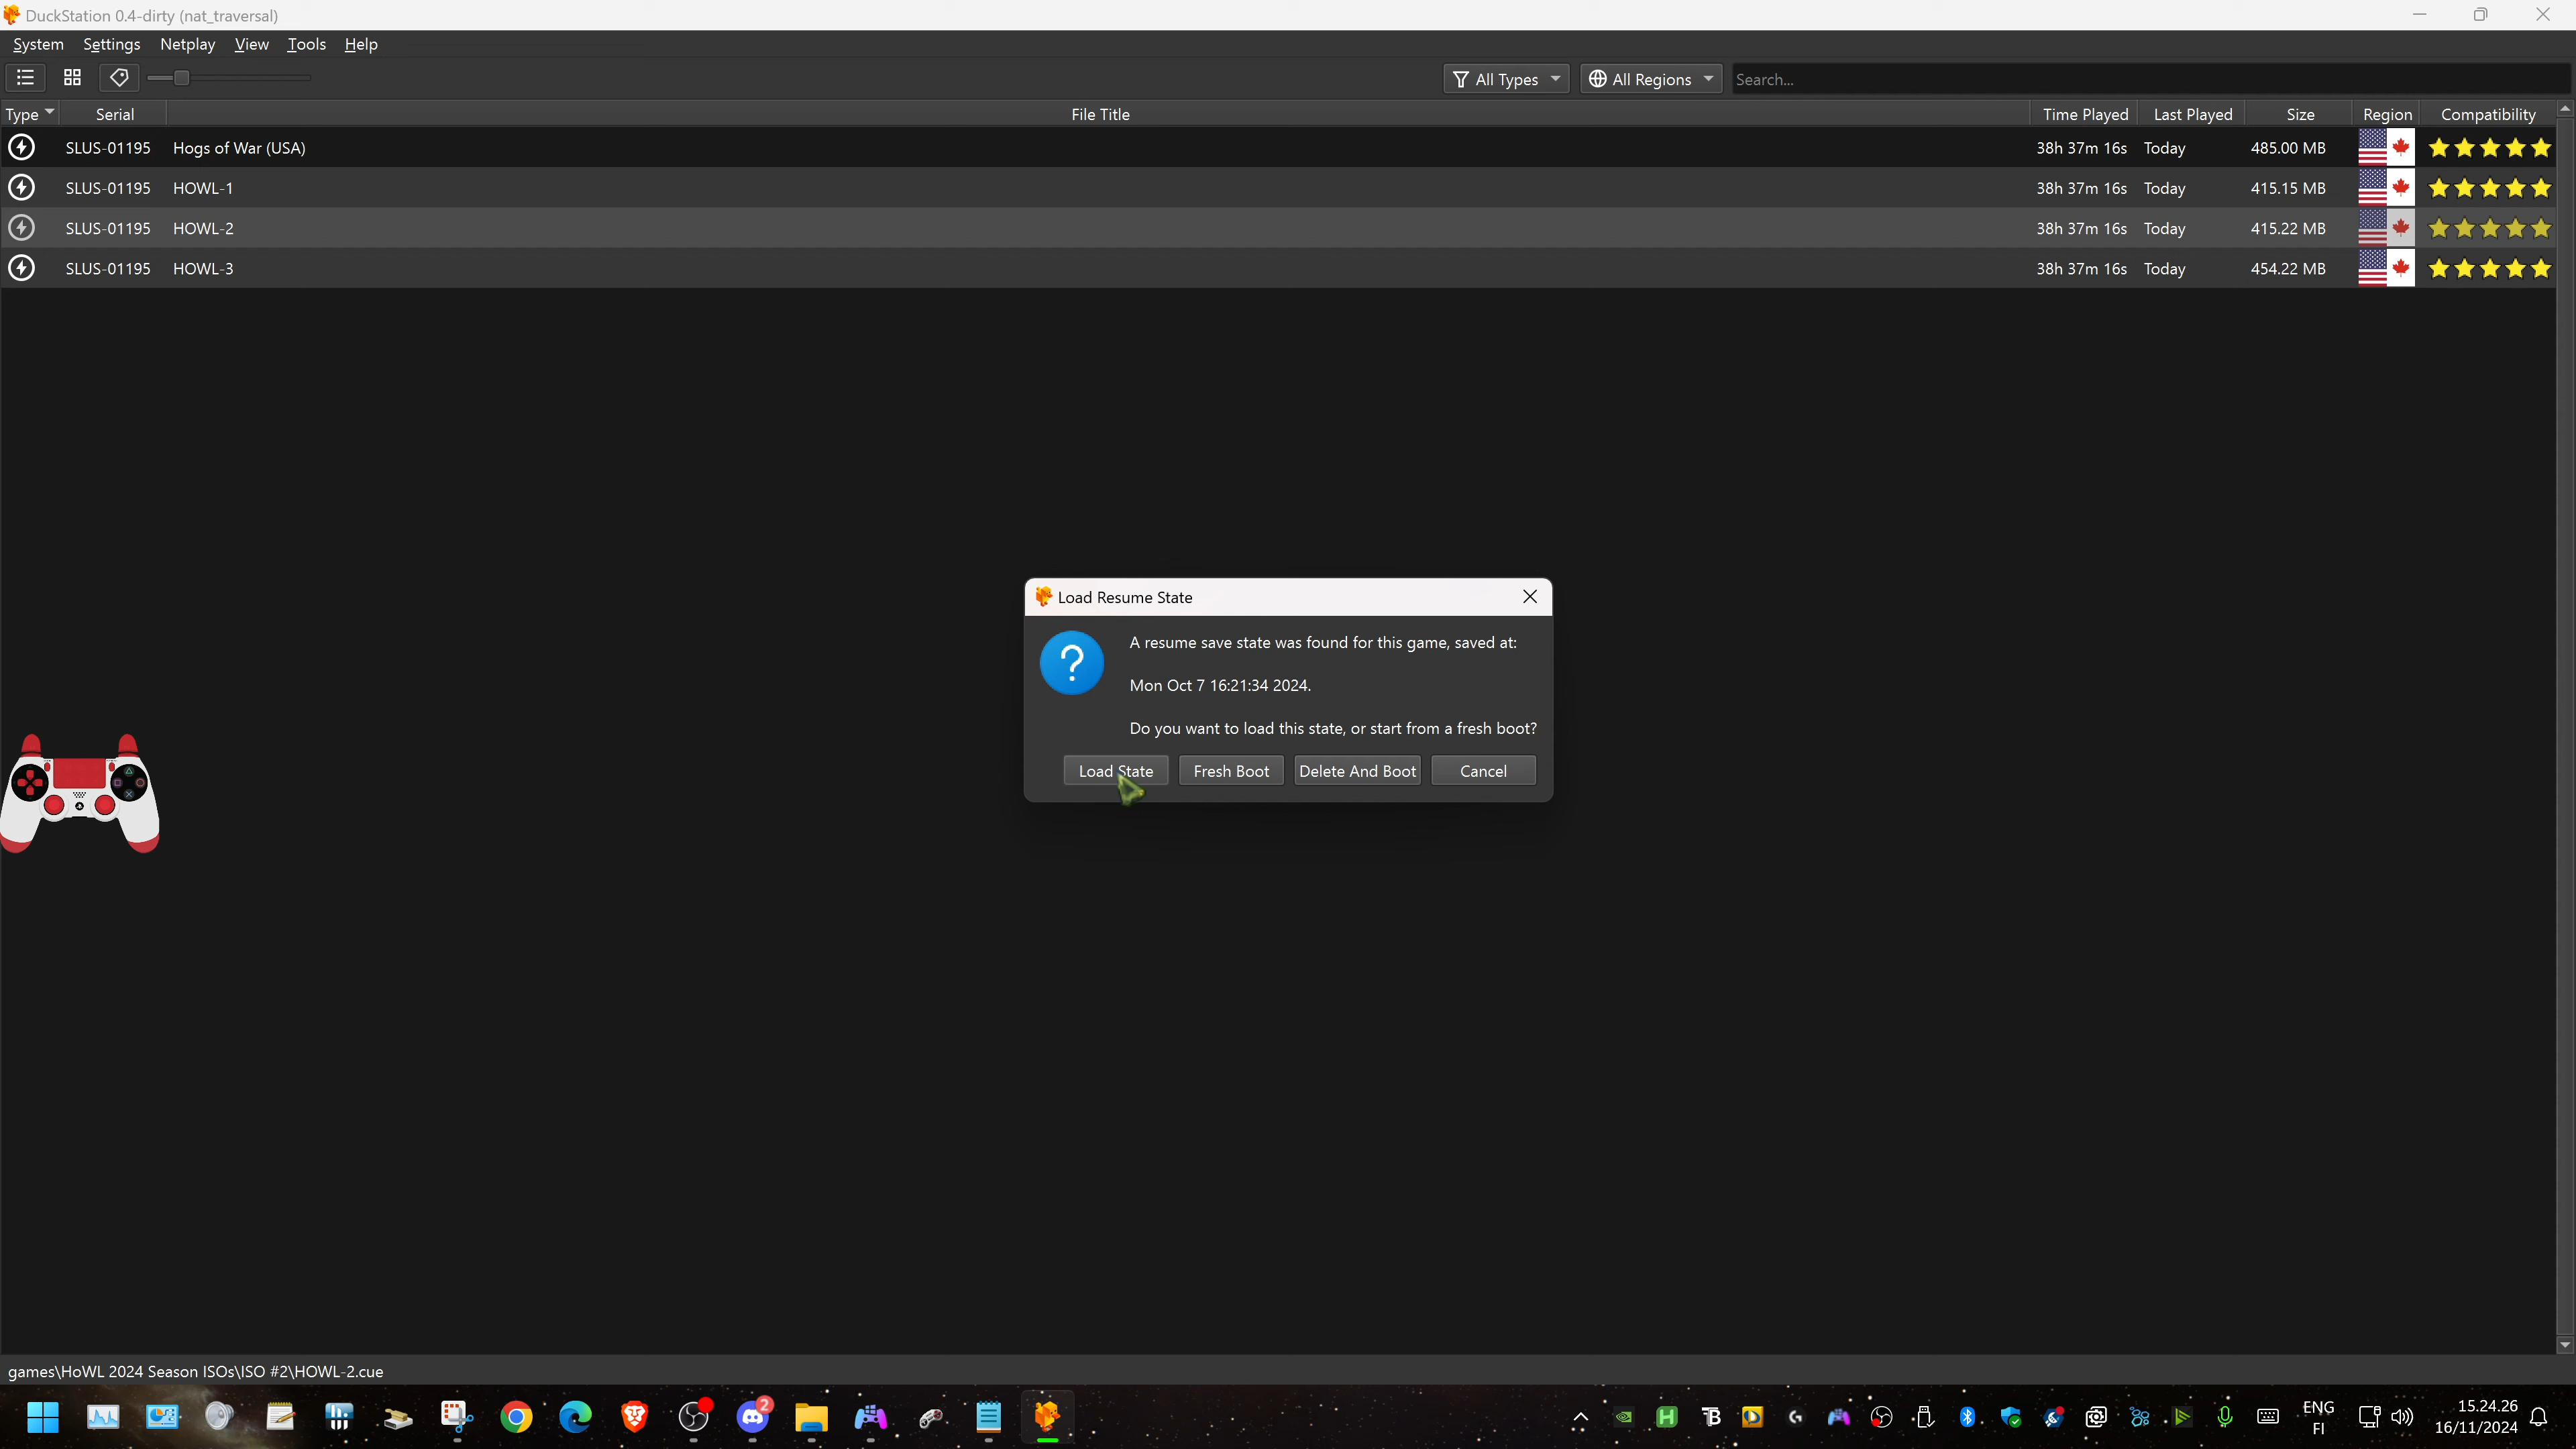 DuckStation 0.4-dirty (nat_traversal)
System Settings Netplay View Tools Help
All Types All Regions Search...
Type Serial File Title Time Played Last Played Size Region Compatibility
SLUS-01195 Hogs of War (USA) 38h 37m 16s Today 485.00 MB
SLUS-01195 HOWL-1 38h 37m 16s Today 415.15 MB
SLUS-01195 HOWL-2 38h 37m 16s Today 415.22 MB
SLUS-01195 HOWL-3 38h 37m 16s Today 454.22 MB
Load Resume State
A resume save state was found for this game, saved at:
Mon Oct 7 16:21:34 2024.
Do you want to load this state, or start from a fresh boot?
Load State Fresh Boot Delete And Boot Cancel
games\HoWL 2024 Season ISOs\ISO #2\HOWL-2.cue
2 ENG 15.24.26
FI 16/11/2024